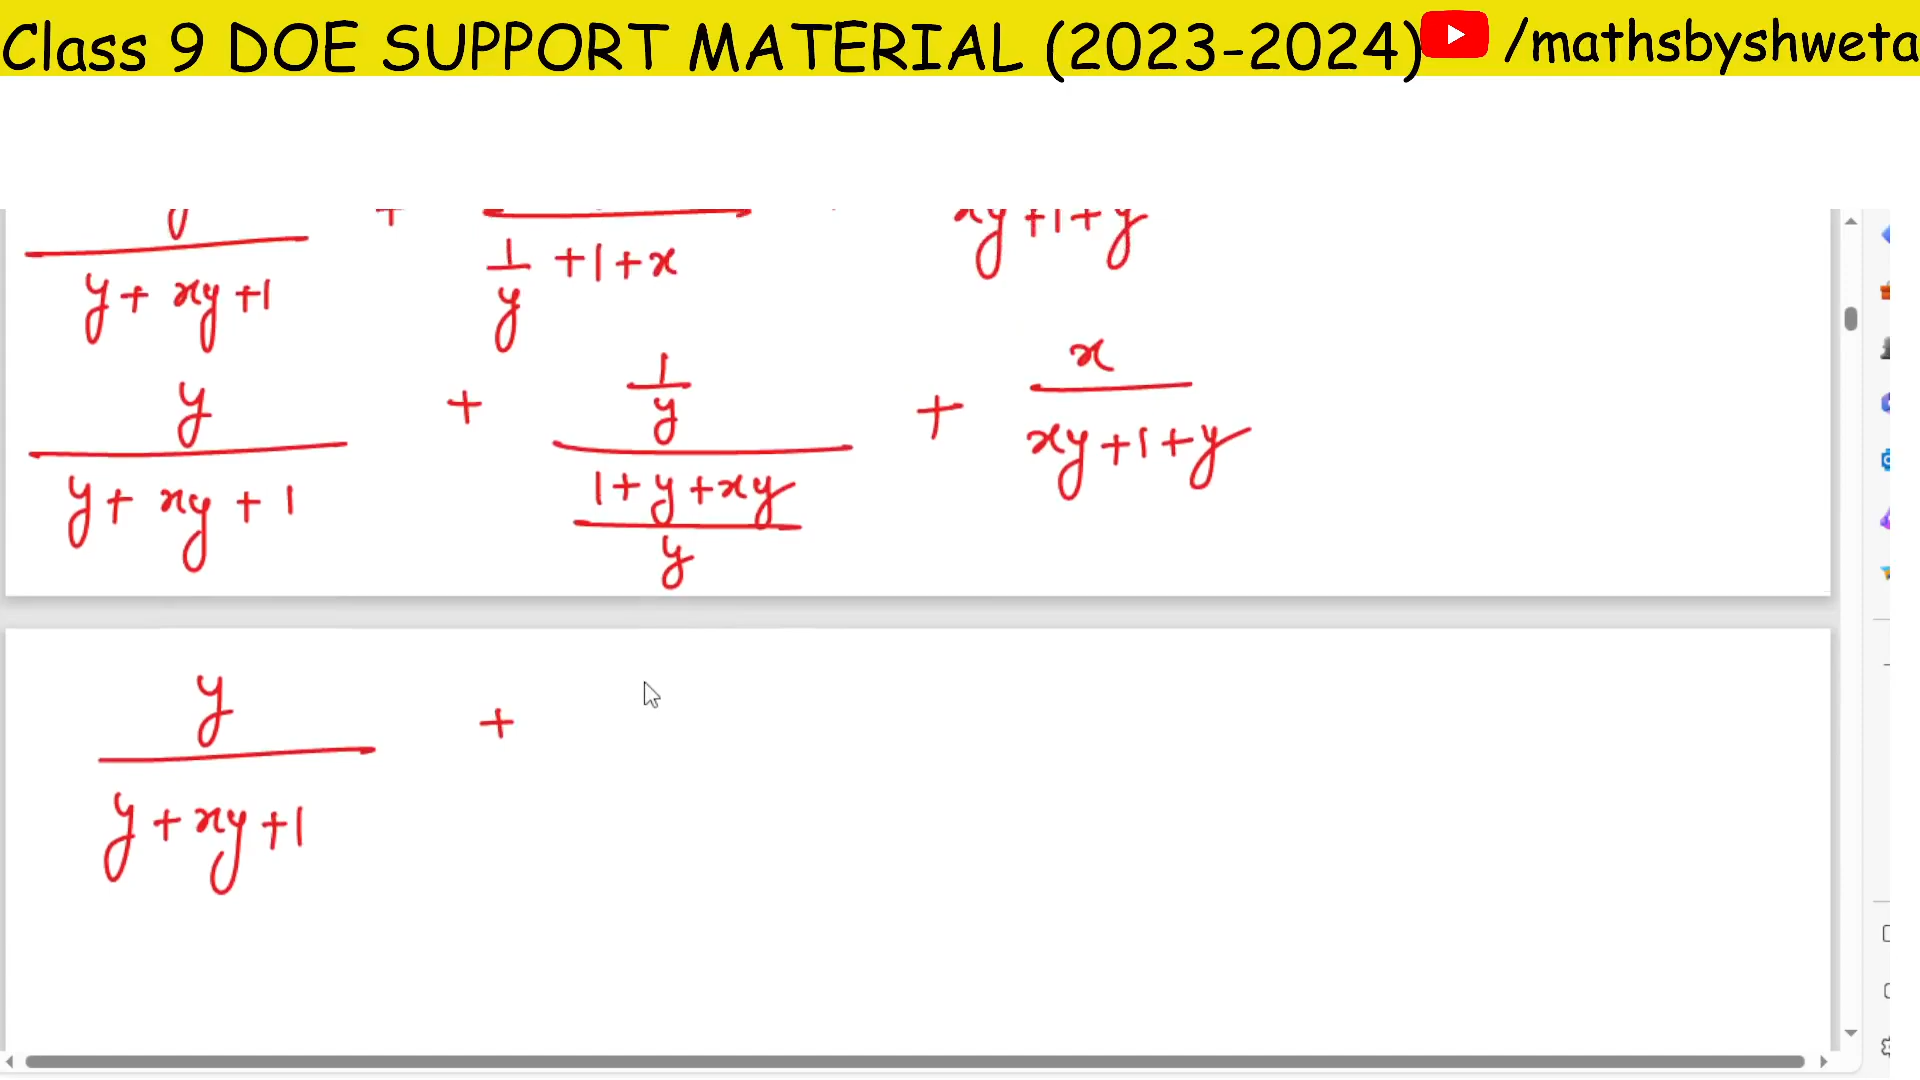 Class 9 DOE SUPPORT MATERIAL (2023-2024) /mathsbyshweta
y + xy+1+y
y + xy +1 1/y +1+x
y/(y + xy + 1) + (1/y)/((1+y+xy)/y) + x/(xy+1+y)
y/(y + xy +1) +